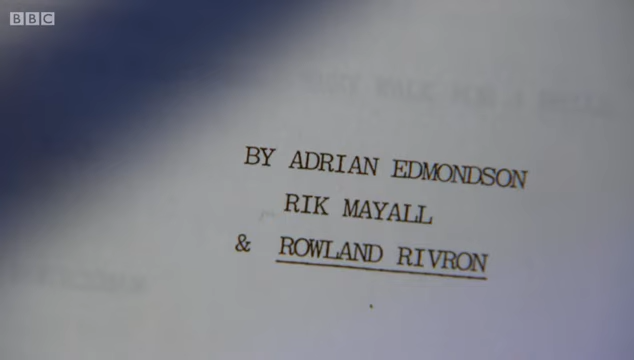 BBC
BY ADRIAN EDMONDSON
RIK MAYALL
& ROWLAND RIVRON